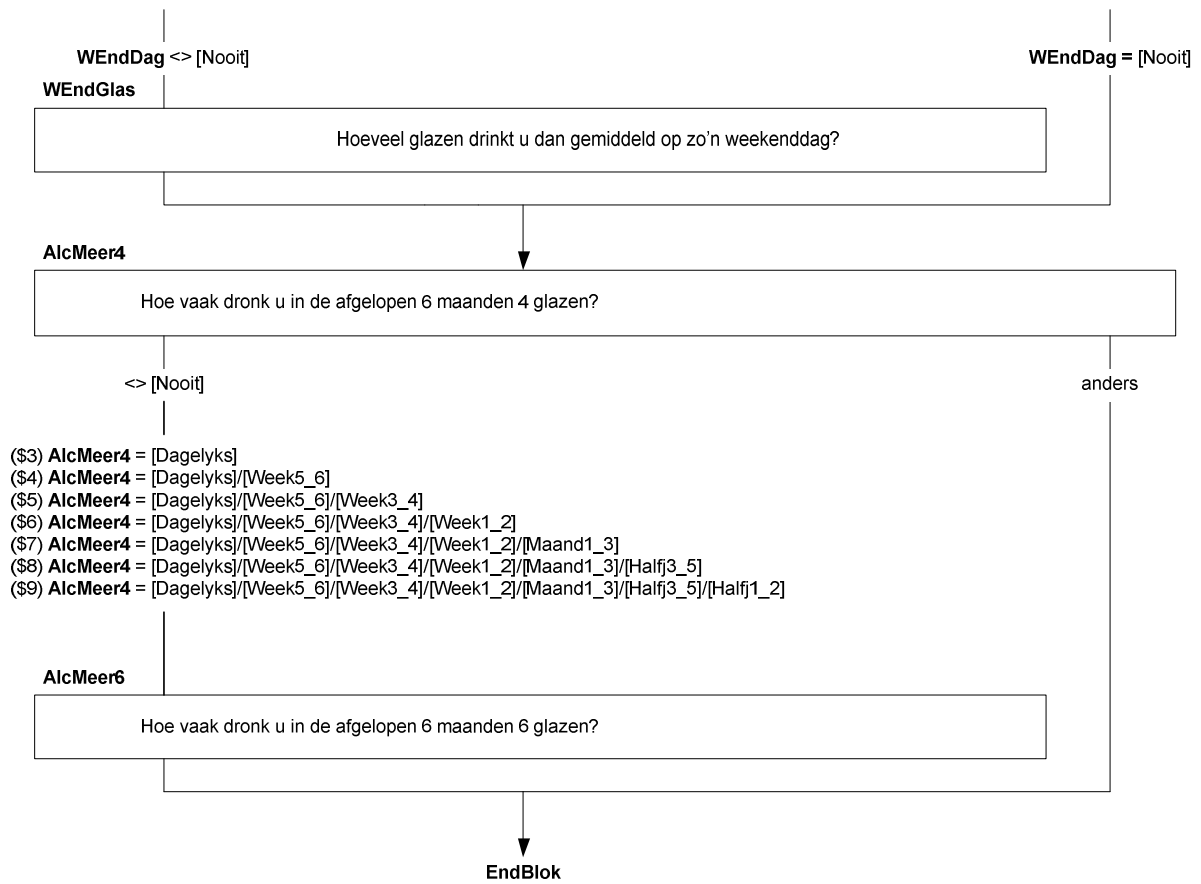 WEndDag <> [Nooit]
WEndDag = [Nooit]
WEndGlas
Hoeveel glazen drinkt u dan gemiddeld op zo'n weekenddag?
AlcMeer4
Hoe vaak dronk u in de afgelopen 6 maanden 4 glazen?
<> [Nooit]
anders
($3) AlcMeer4 = [Dagelyks]
($4) AlcMeer4 = [Dagelyks]/[Week5_6]
($5) AlcMeer4 = [Dagelyks]/[Week5_6]/[Week3_4]
($6) AlcMeer4 = [Dagelyks]/[Week5_6]/[Week3_4]/[Week1_2]
($7) AlcMeer4 = [Dagelyks]/[Week5_6]/[Week3_4]/[Week1_2]/[Maand1_3]
($8) AlcMeer4 = [Dagelyks]/[Week5_6]/[Week3_4]/[Week1_2]/[Maand1_3]/[Halfj3_5]
($9) AlcMeer4 = [Dagelyks]/[Week5_6]/[Week3_4]/[Week1_2]/[Maand1_3]/[Halfj3_5]/[Halfj1_2]
AlcMeer6
Hoe vaak dronk u in de afgelopen 6 maanden 6 glazen?
EndBlok